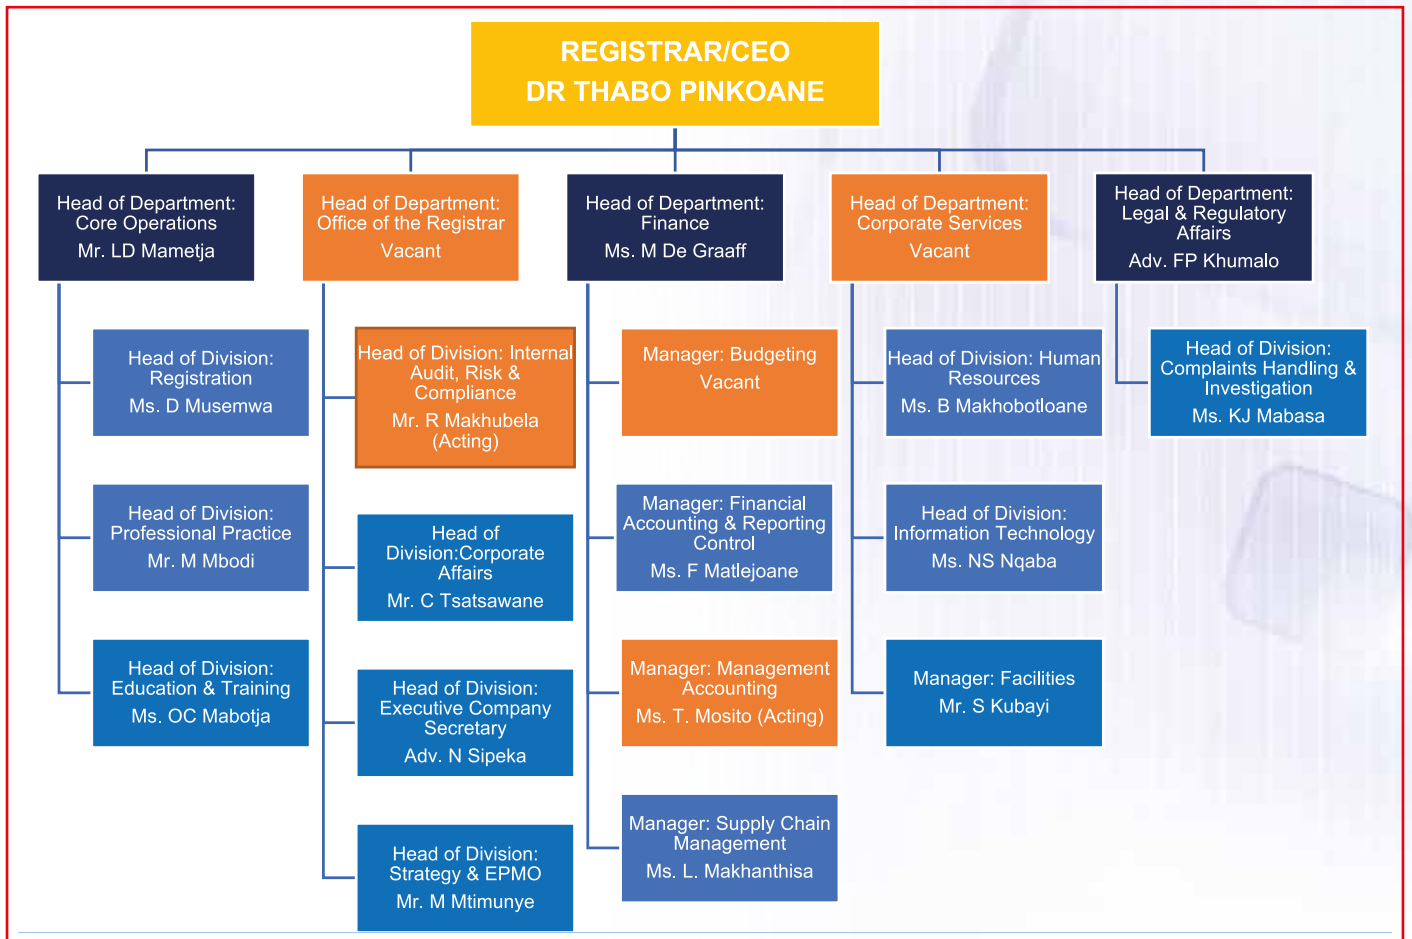 REGISTRAR/CEO
DR THABO PINKOANE
Head of Department:
Core Operations
Mr. LD Mametja
Head of Department:
Office of the Registrar
Vacant
Head of Department:
Finance
Ms. M De Graaff
Head of Department:
Corporate Services
Vacant
Head of Department:
Legal & Regulatory
Affairs
Adv. FP Khumalo
Head of Division:
Registration
Ms. D Musemwa
Head of Division:
Professional Practice
Mr. M Mbodi
Head of Division:
Education & Training
Ms. OC Mabotja
Head of Division: Internal
Audit, Risk &
Compliance
Mr. R Makhubela
(Acting)
Head of
Division:Corporate
Affairs
Mr. C Tsatsawane
Head of Division:
Executive Company
Secretary
Adv. N Sipeka
Head of Division:
Strategy & EPMO
Mr. M Mtimunye
Manager: Budgeting
Vacant
Manager: Financial
Accounting & Reporting
Control
Ms. F Matlejoane
Manager: Management
Accounting
Ms. T. Mosito (Acting)
Manager: Supply Chain
Management
Ms. L. Makhanthisa
Head of Division: Human
Resources
Ms. B Makhobotloane
Head of Division:
Information Technology
Ms. NS Nqaba
Manager: Facilities
Mr. S Kubayi
Head of Division:
Complaints Handling &
Investigation
Ms. KJ Mabasa